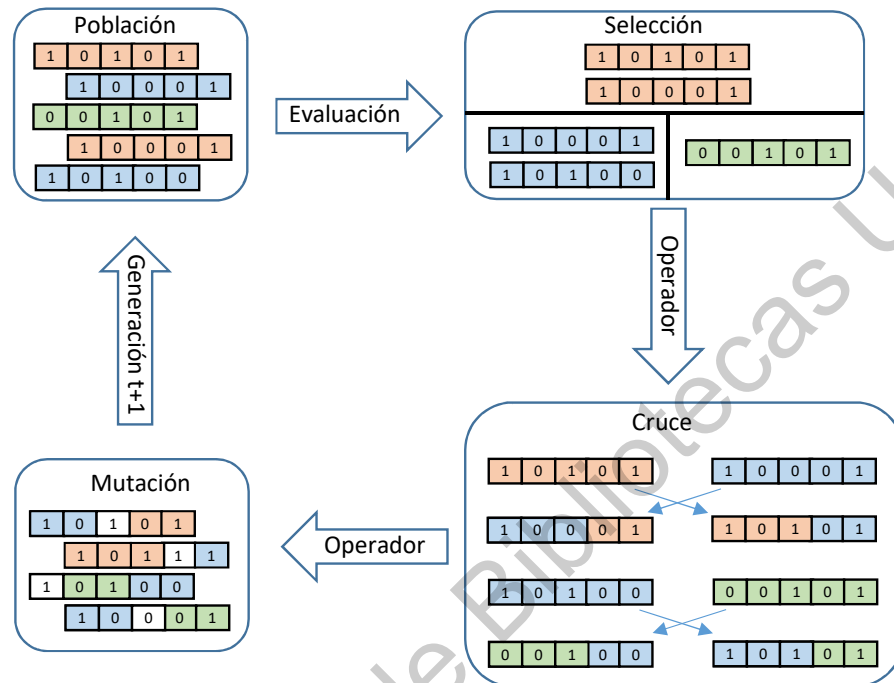 Población
1 0 1 0 1
1 0 0 0 1
0 0 1 0 1
1 0 0 0 1
1 0 1 0 0
Evaluación
Selección
1 0 1 0 1
1 0 0 0 1
1 0 0 0 1
1 0 1 0 0
0 0 1 0 1
Operador
Cruce
1 0 1 0 1 1 0 0 0 1
1 0 0 0 1 1 0 1 0 1
1 0 1 0 0 0 0 1 0 1
0 0 1 0 0 1 0 1 0 1
Operador
Mutación
1 0 1 0 1
1 0 1 1 1
1 0 1 0 0
1 0 0 0 1
Generación t+1
de Bibliotecas U